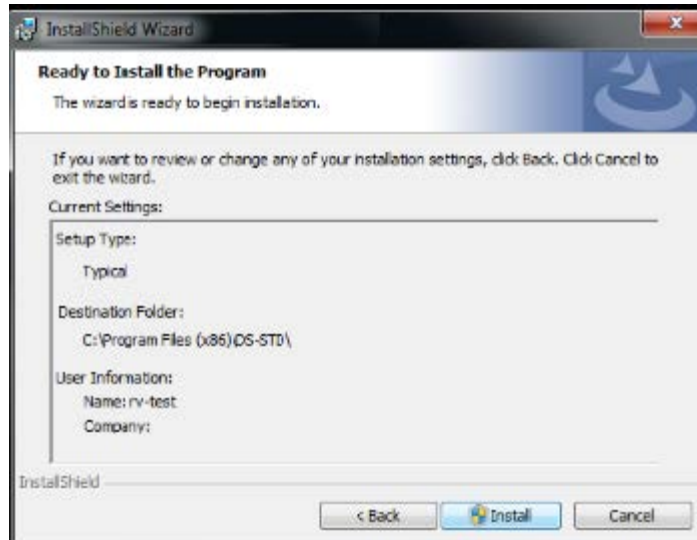 InstallShield Wizard
Ready to Install the Program
The wizard is ready to begin installation.
If you want to review or change any of your installation settings, click Back. Click Cancel to
exit the wizard.
Current Settings:
Setup Type:
Typical
Destination Folder:
C:\Program Files (x86)\DS-STD\
User Information:
Name: rv-test
Company:
InstallShield
< Back
Install
Cancel